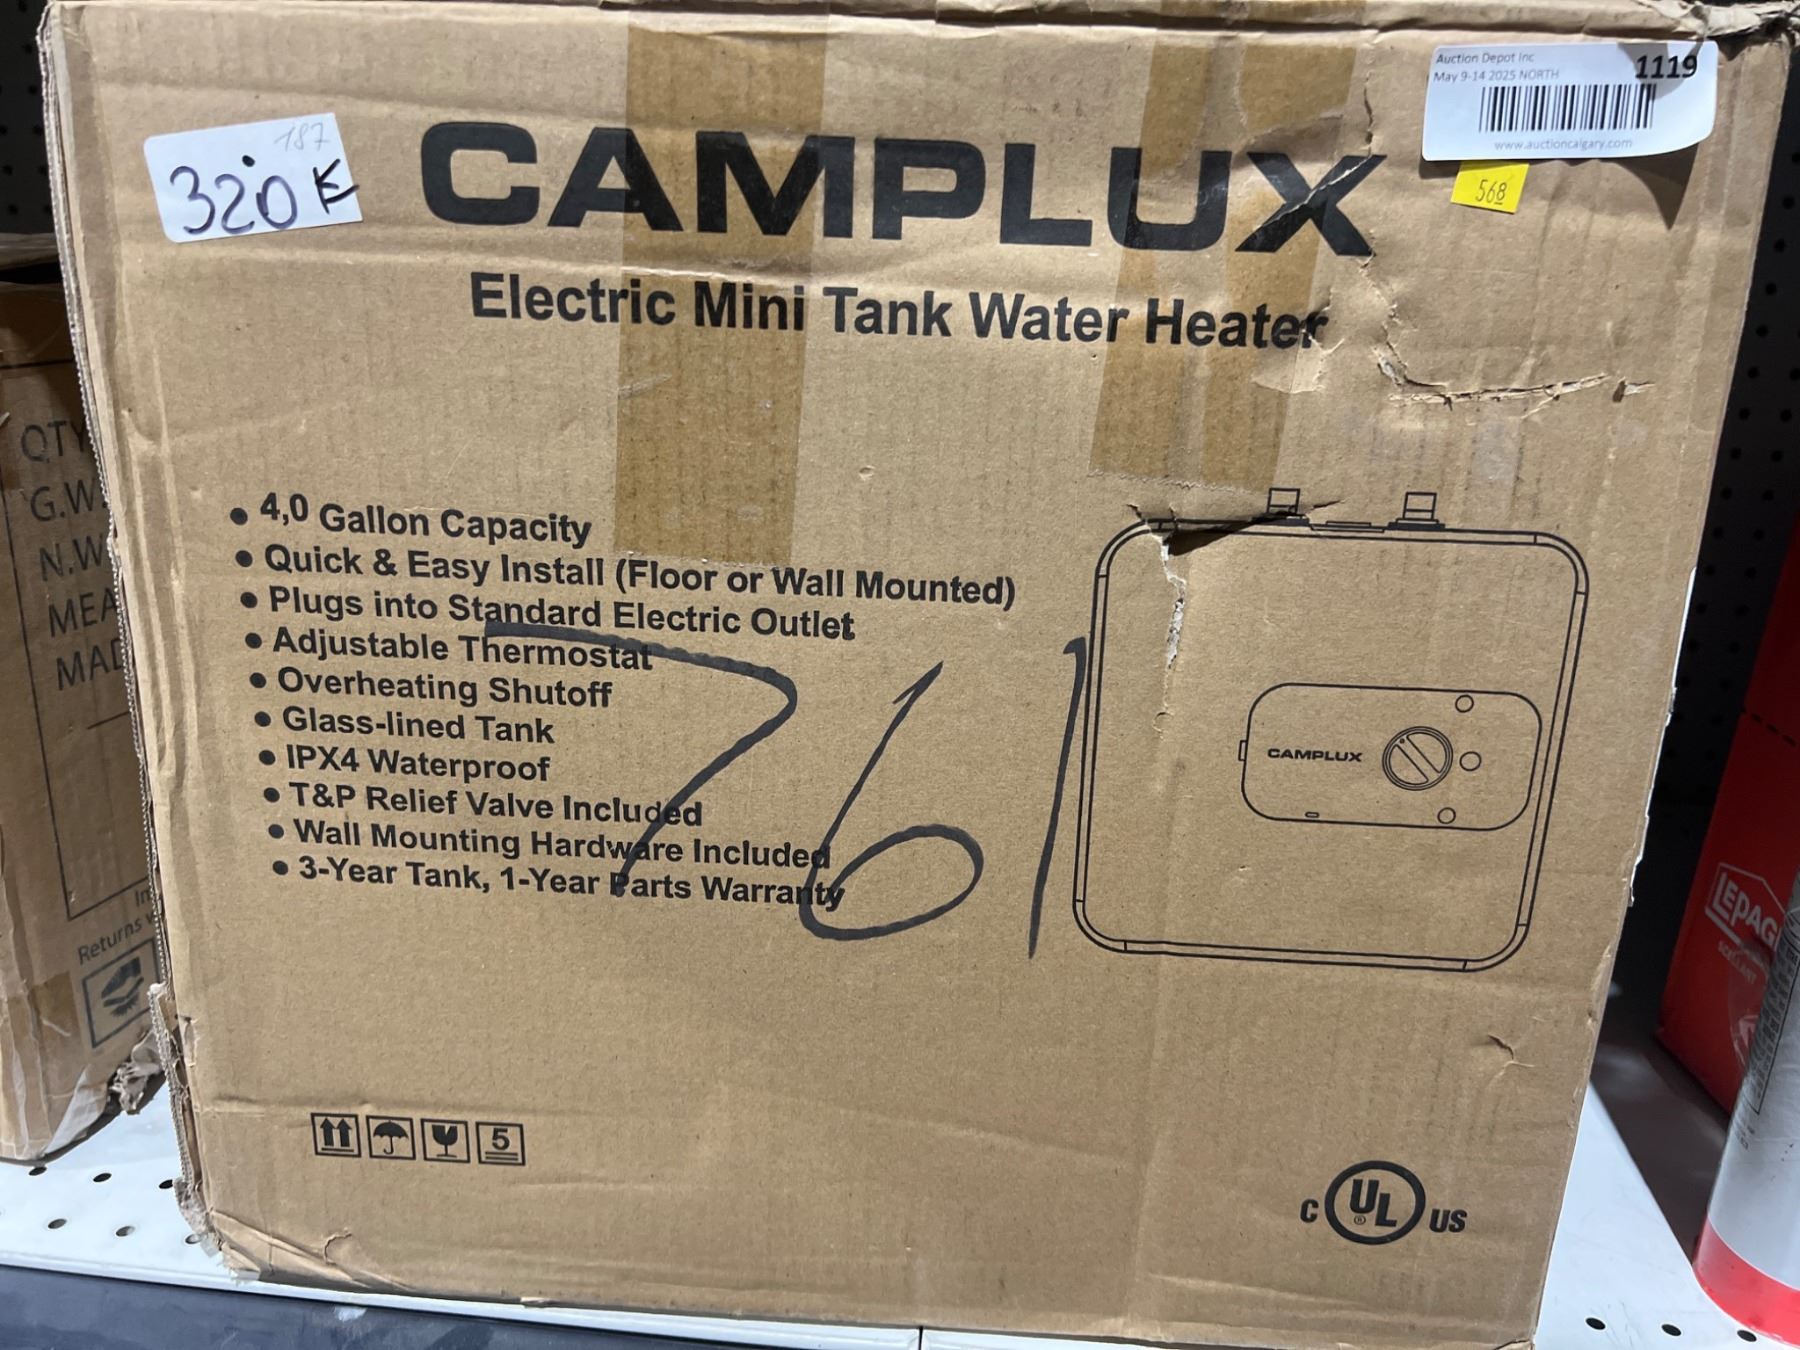 Auction Depot Inc
May 9-14 2025 NORTH
1119
www.auctioncalgary.com
568
187
320 K
CAMPLUX
Electric Mini Tank Water Heater
• 4,0 Gallon Capacity
• Quick & Easy Install (Floor or Wall Mounted)
• Plugs into Standard Electric Outlet
• Adjustable Thermostat
• Overheating Shutoff
• Glass-lined Tank
• IPX4 Waterproof
• T&P Relief Valve Included
• Wall Mounting Hardware Included
• 3-Year Tank, 1-Year Parts Warranty
761
CAMPLUX
5
C UL® US
QTY
G.W.
N.W
MEA
MAD
In
Returns
LEPAG